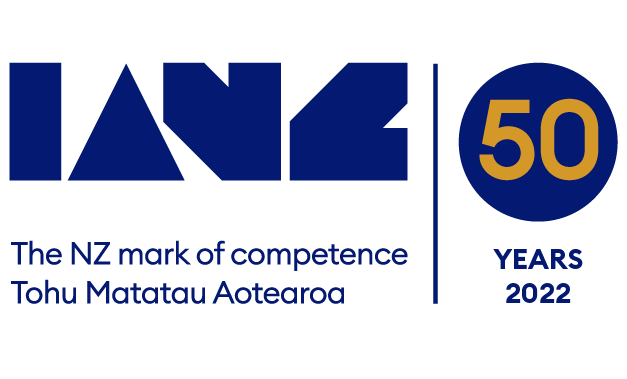 IANZ
The NZ mark of competence
Tohu Matatau Aotearoa
50
YEARS
2022